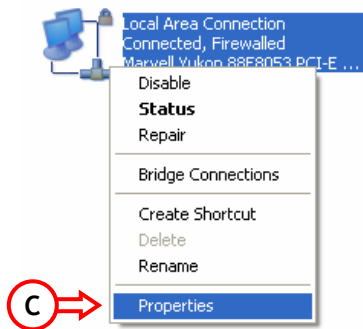 Local Area Connection
Connected, Firewalled
Marvell Yukon 88E8053 PCI-E ...
Disable
Status
Repair
Bridge Connections
Create Shortcut
Delete
Rename
C
Properties